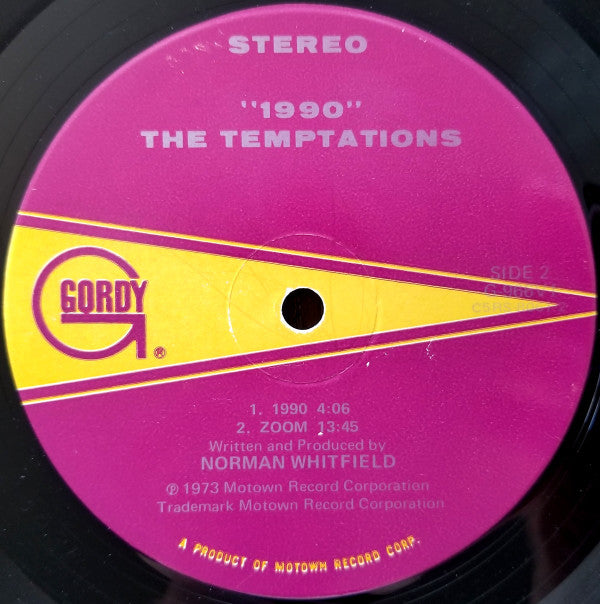 STEREO
"1990"
THE TEMPTATIONS
GORDY
®
SIDE 2
1. 1990 4:06
2. ZOOM 13:45
Written and Produced by
NORMAN WHITFIELD
℗ 1973 Motown Record Corporation
Trademark Motown Record Corporation
A PRODUCT OF MOTOWN RECORD CORP.